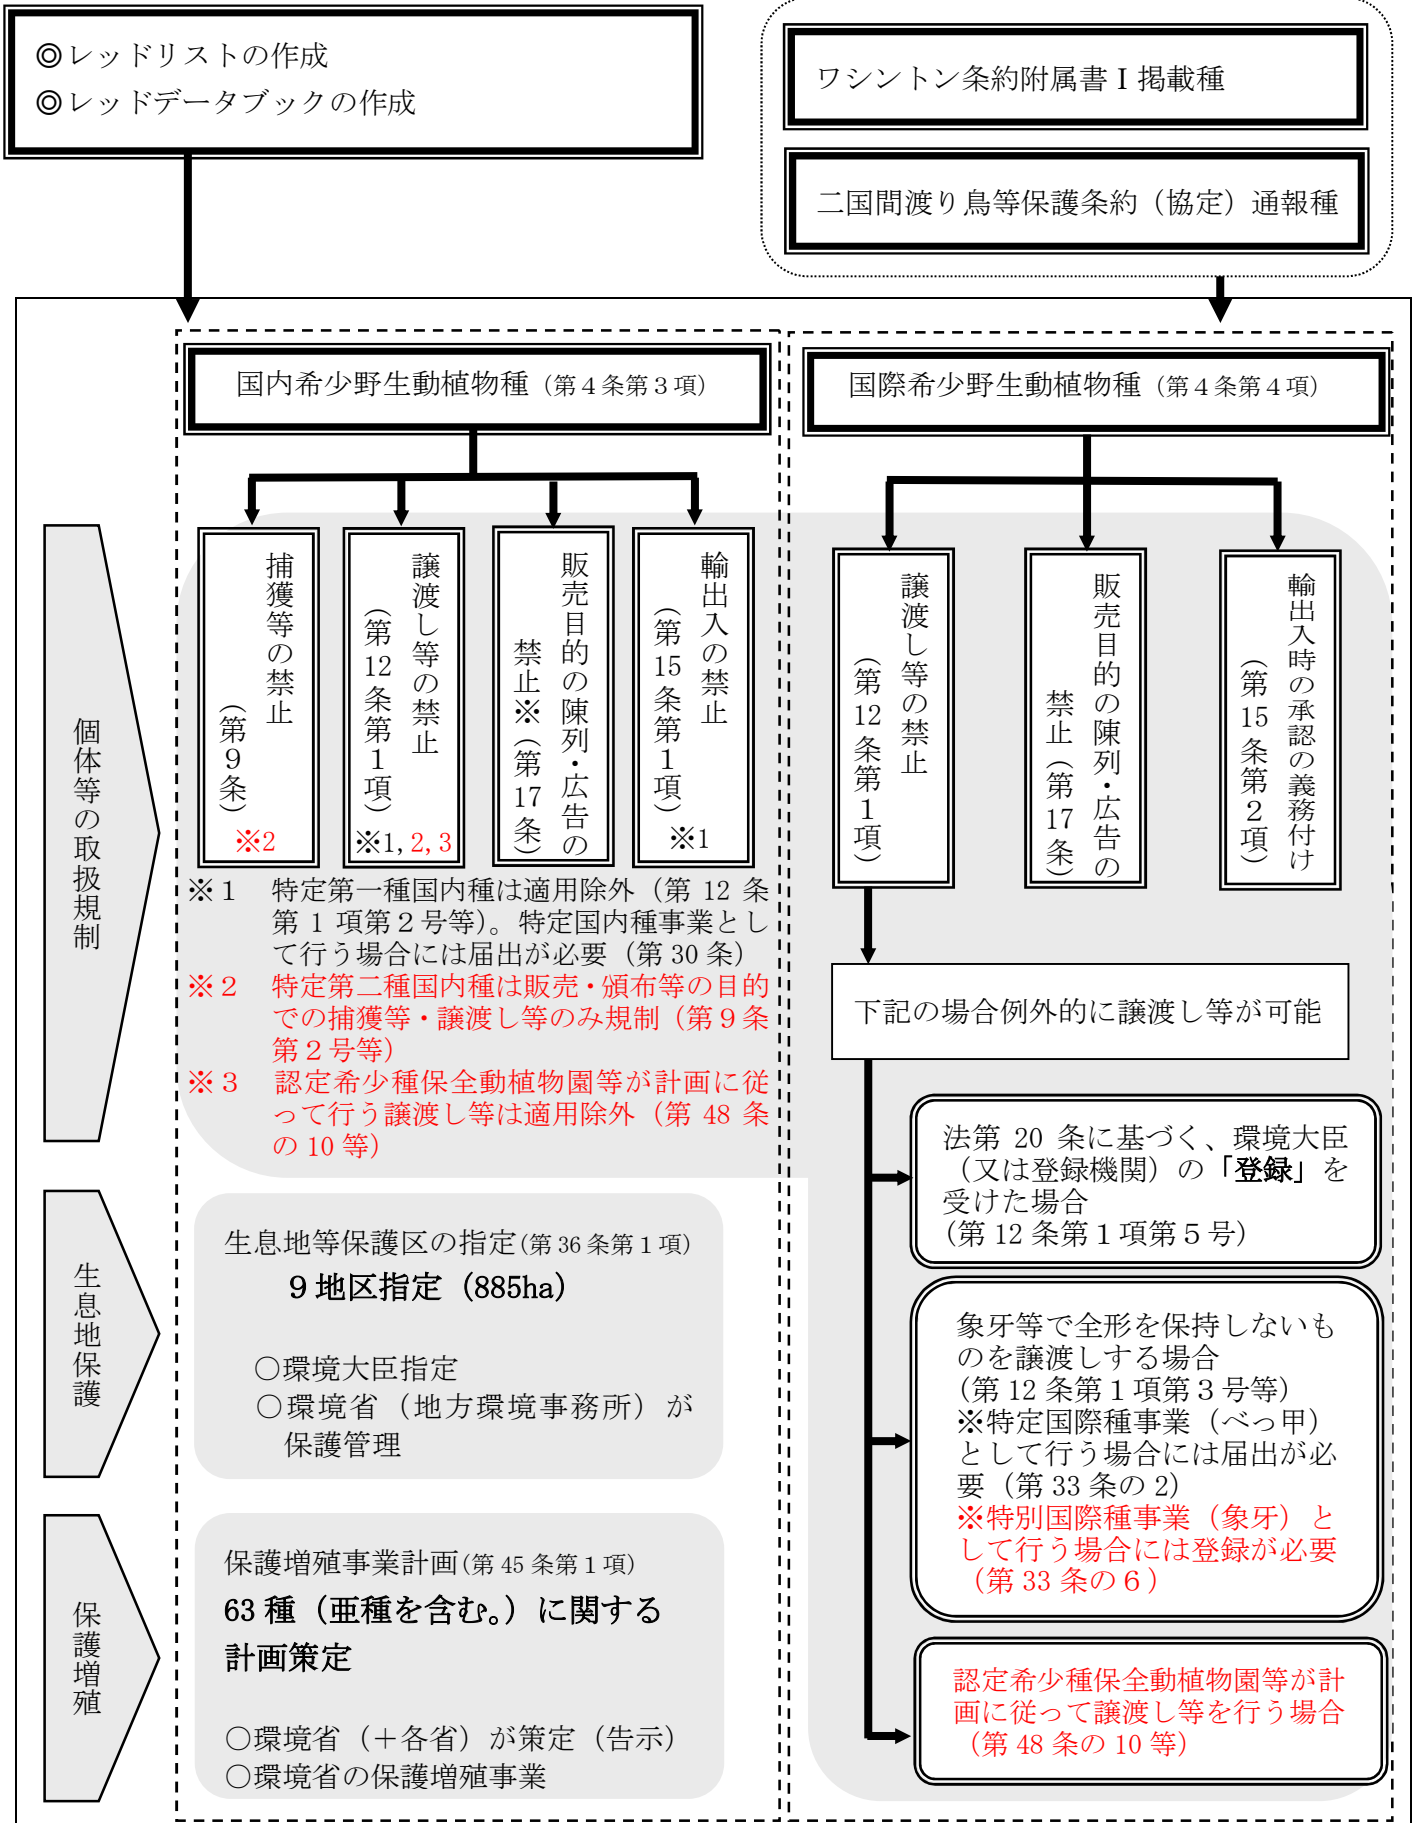 ◎レッドリストの作成
◎レッドデータブックの作成
ワシントン条約附属書Ⅰ掲載種
二国間渡り鳥等保護条約（協定）通報種
国内希少野生動植物種（第４条第３項）
国際希少野生動植物種（第４条第４項）
個体等の取扱規制
捕獲等の禁止
（第９条）
※2
譲渡し等の禁止
（第12条第１項）
※1, 2, 3
販売目的の陳列・広告の
禁止※（第17条）
輸出入の禁止
（第15条第１項）
※1
譲渡し等の禁止
（第12条第１項）
販売目的の陳列・広告の
禁止（第17条）
輸出入時の承認の義務付け
（第15条第２項）
※１　特定第一種国内種は適用除外（第 12 条
第 1 項第２号等）。特定国内種事業とし
て行う場合には届出が必要（第 30 条）
※２　特定第二種国内種は販売・頒布等の目的
での捕獲等・譲渡し等のみ規制（第９条
第２号等）
※３　認定希少種保全動植物園等が計画に従
って行う譲渡し等は適用除外（第 48 条
の 10 等）
下記の場合例外的に譲渡し等が可能
法第 20 条に基づく、環境大臣
（又は登録機関）の「登録」を
受けた場合
（第 12 条第１項第５号）
象牙等で全形を保持しないも
のを譲渡しする場合
（第 12 条第１項第３号等）
※特定国際種事業（べっ甲）
として行う場合には届出が必
要（第 33 条の 2）
※特別国際種事業（象牙）と
して行う場合には登録が必要
（第 33 条の６）
認定希少種保全動植物園等が計
画に従って譲渡し等を行う場合
（第 48 条の 10 等）
生息地保護
生息地等保護区の指定（第 36 条第１項）
９地区指定（885ha）
○環境大臣指定
○環境省（地方環境事務所）が
保護管理
保護増殖
保護増殖事業計画（第 45 条第１項）
63 種（亜種を含む。）に関する
計画策定
○環境省（＋各省）が策定（告示）
○環境省の保護増殖事業